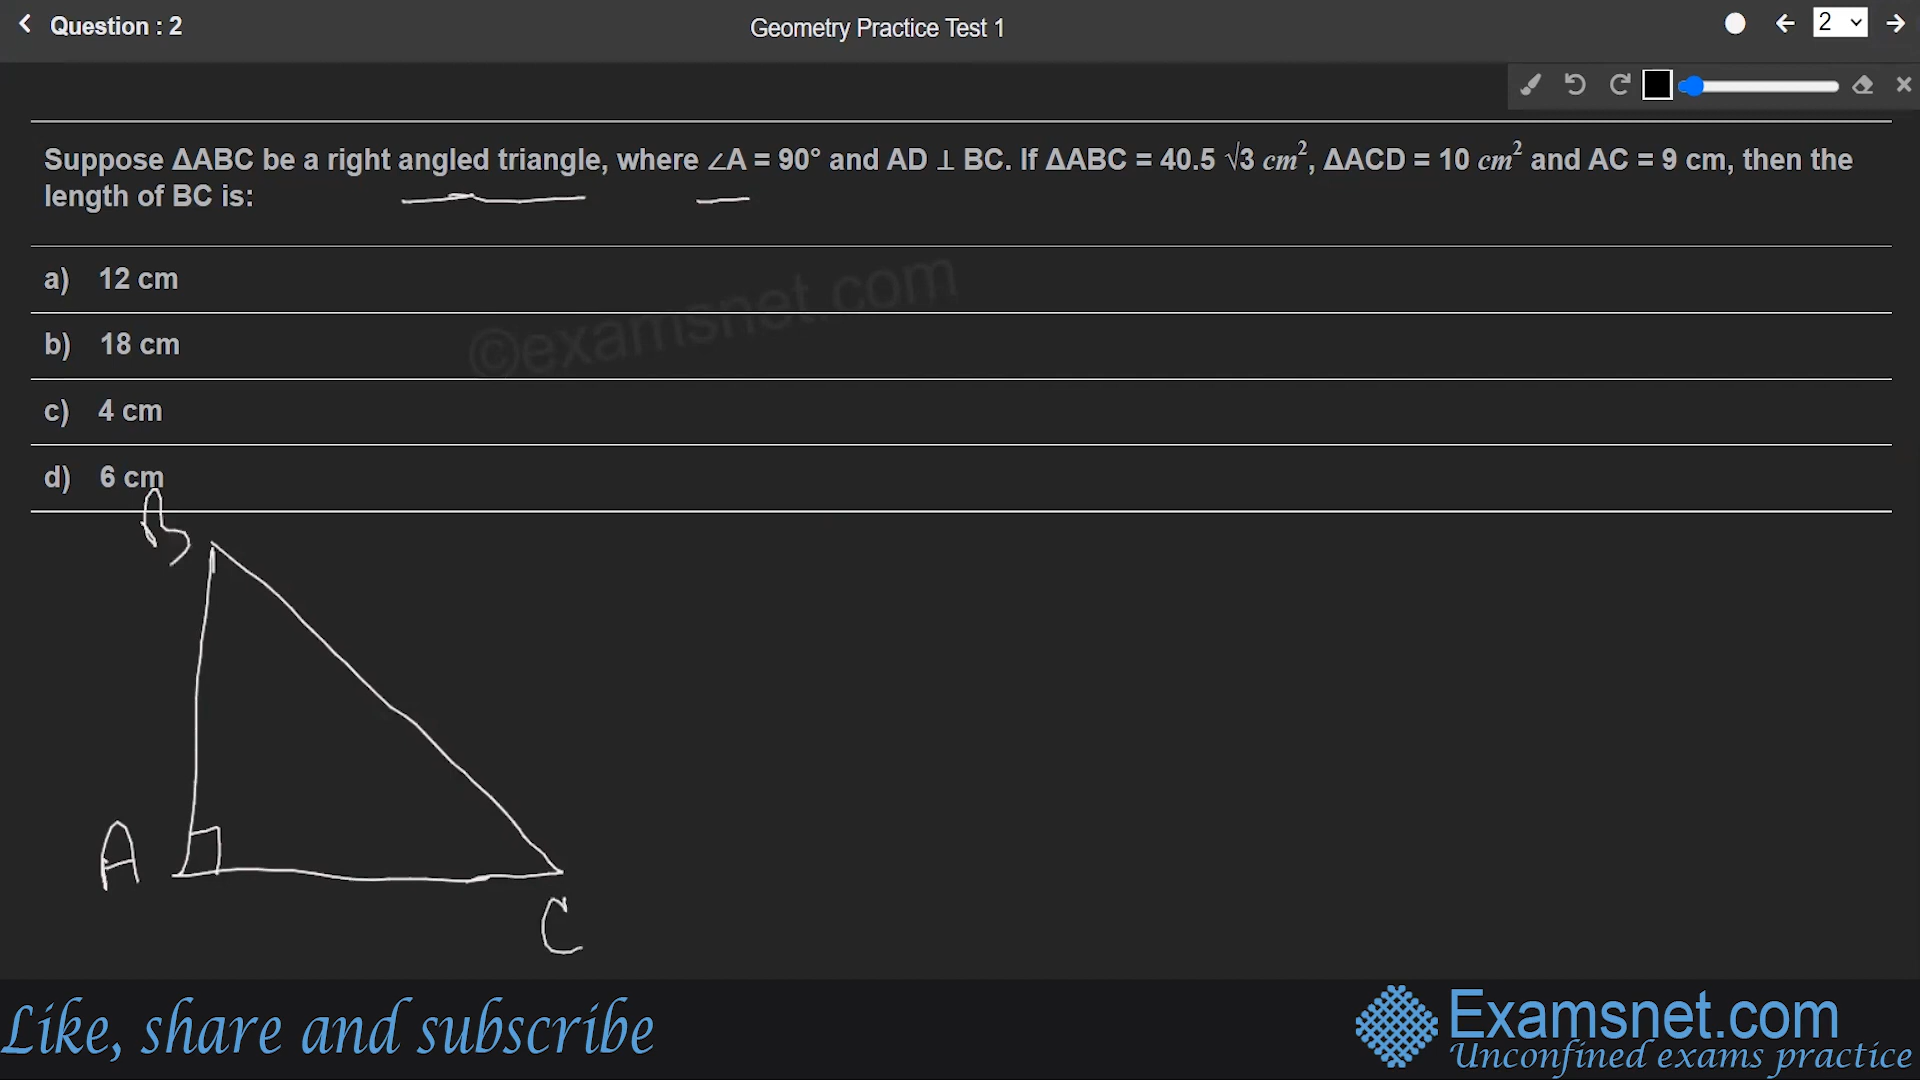 Question : 2
Geometry Practice Test 1
2
Suppose ΔABC be a right angled triangle, where ∠A = 90° and AD ⊥ BC. If ΔABC = 40.5 √3 cm², ΔACD = 10 cm² and AC = 9 cm, then the
length of BC is:
a) 12 cm
b) 18 cm
c) 4 cm
d) 6 cm
©examsnet.com
B
A
C
Like, share and subscribe
Examsnet.com
Unconfined exams practice